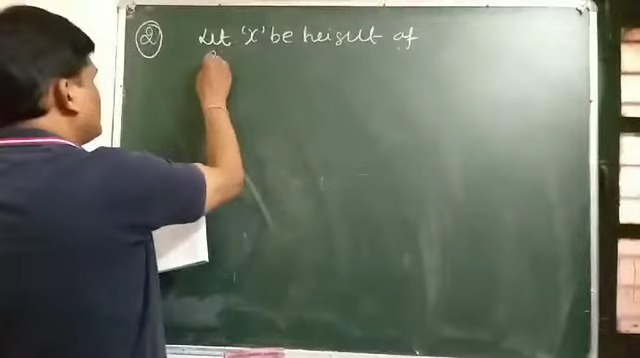 ② Let 'x' be height of